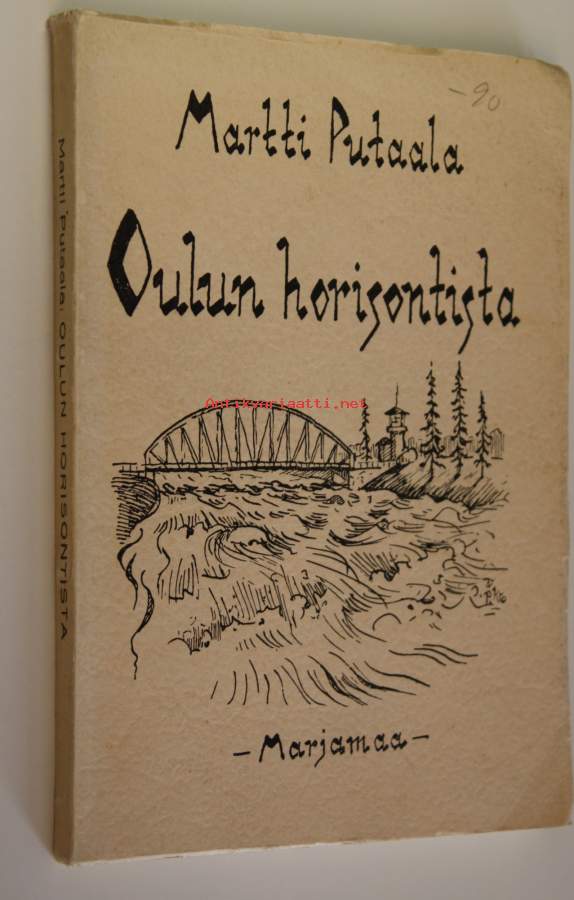 -90
Martti Putaala
Oulun horisontista
Antikvariaatti.net
-Marjamaa-
Martti Putaala: OULUN HORISONTISTA